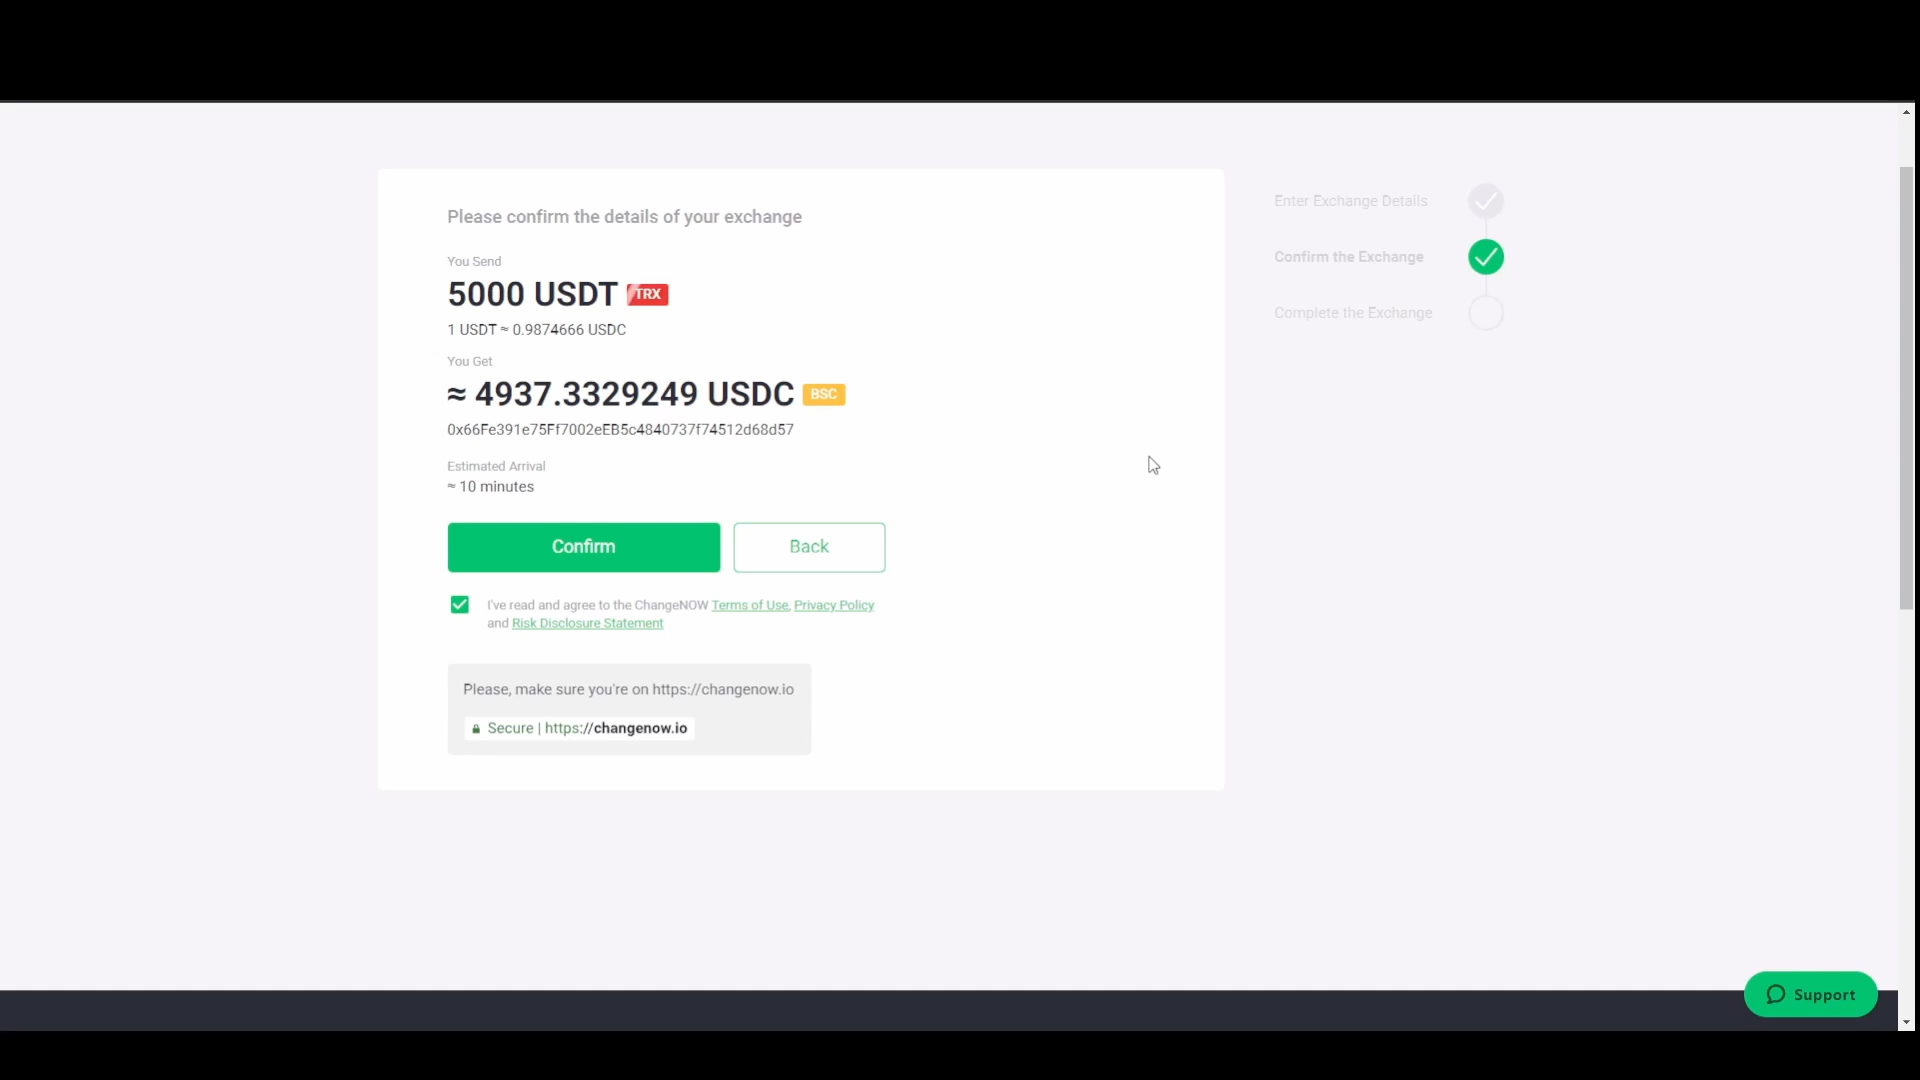 Please confirm the details of your exchange
You Send
5000 USDT TRX
1 USDT ≈ 0.9874666 USDC
You Get
≈ 4937.3329249 USDC BSC
0x66Fe391e75Ff7002eEB5c4840737f74512d68d57
Estimated Arrival
≈ 10 minutes
Confirm
Back
I've read and agree to the ChangeNOW Terms of Use, Privacy Policy
and Risk Disclosure Statement
Please, make sure you're on https://changenow.io
Secure | https://changenow.io
Enter Exchange Details
Confirm the Exchange
Complete the Exchange
Support